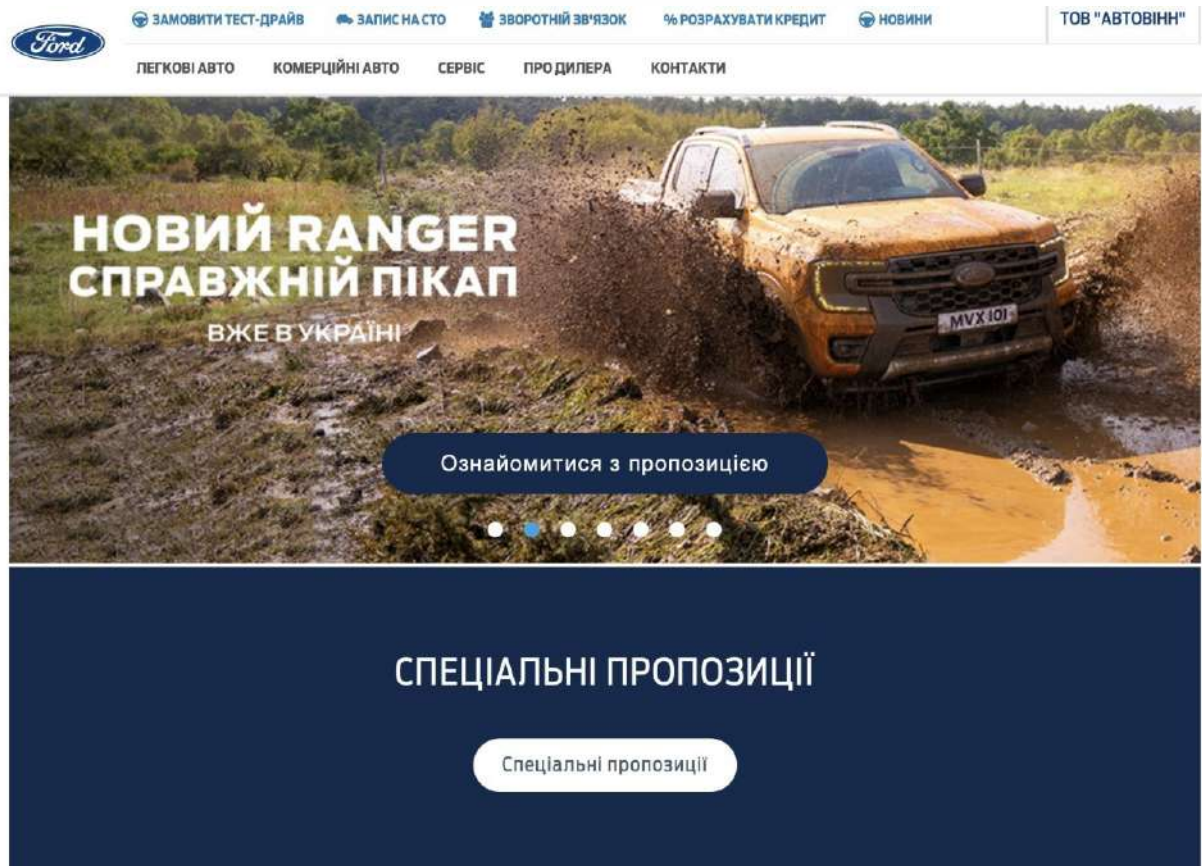 Ford
ЗАМОВИТИ ТЕСТ-ДРАЙВ
ЗАПИС НА СТО
ЗВОРОТНІЙ ЗВ'ЯЗОК
% РОЗРАХУВАТИ КРЕДИТ
НОВИНИ
ТОВ "АВТОВІНН"
ЛЕГКОВІ АВТО
КОМЕРЦІЙНІ АВТО
СЕРВІС
ПРО ДИЛЕРА
КОНТАКТИ
НОВИЙ RANGER
СПРАВЖНІЙ ПІКАП
ВЖЕ В УКРАЇНІ
MVX 101
Ознайомитися з пропозицією
СПЕЦІАЛЬНІ ПРОПОЗИЦІЇ
Спеціальні пропозиції